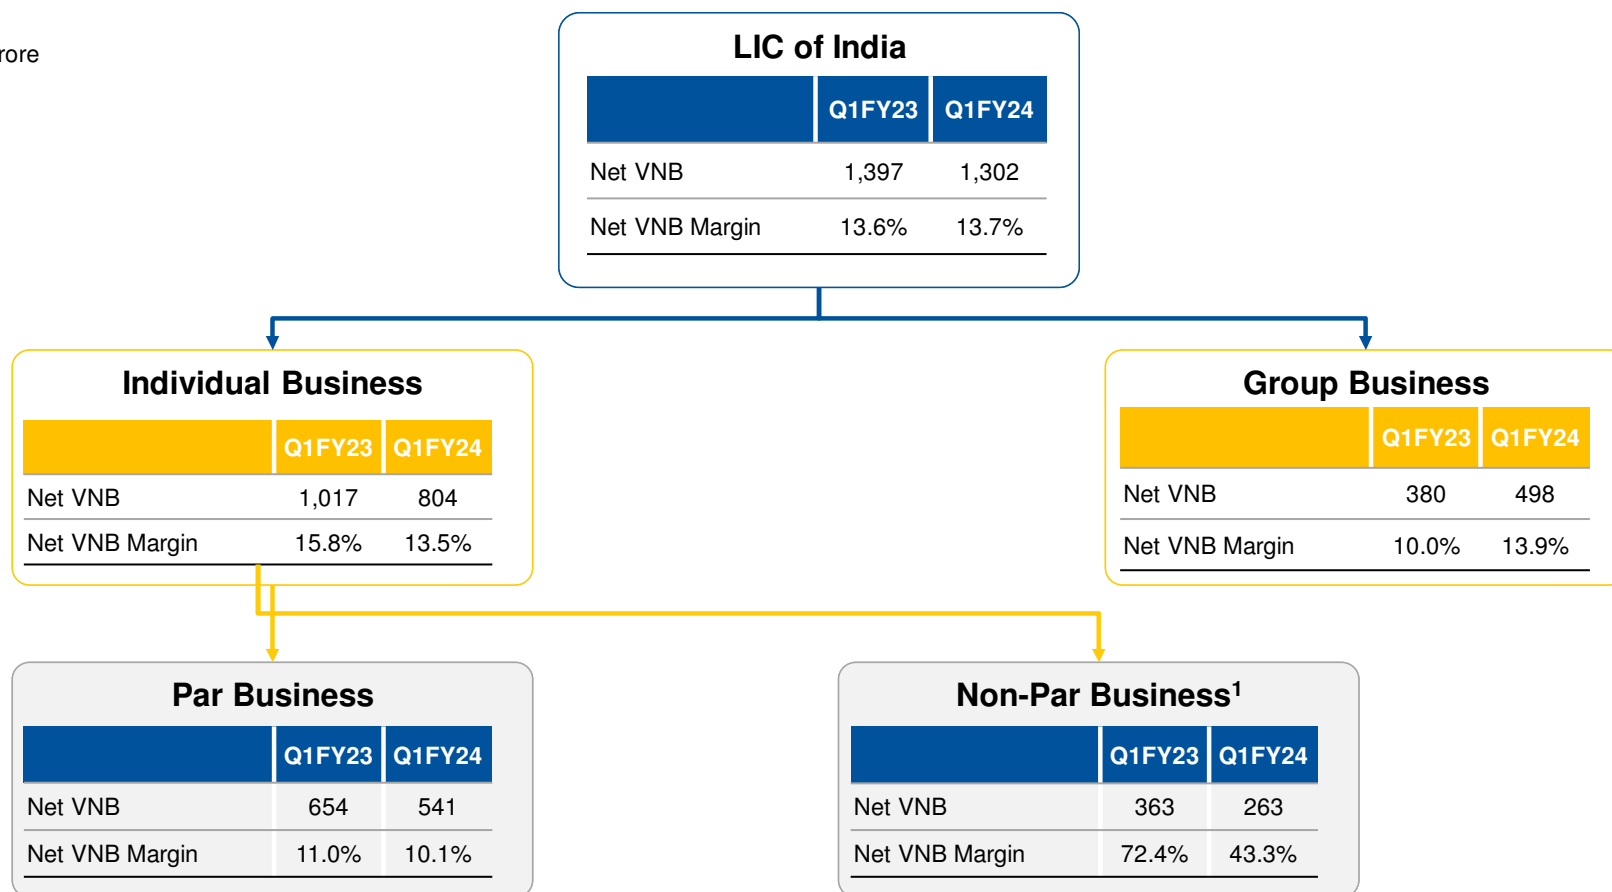 rore
LIC of India
Q1FY23 Q1FY24
Net VNB 1,397 1,302
Net VNB Margin 13.6% 13.7%
Individual Business
Q1FY23 Q1FY24
Net VNB 1,017 804
Net VNB Margin 15.8% 13.5%
Group Business
Q1FY23 Q1FY24
Net VNB 380 498
Net VNB Margin 10.0% 13.9%
Par Business
Q1FY23 Q1FY24
Net VNB 654 541
Net VNB Margin 11.0% 10.1%
Non-Par Business¹
Q1FY23 Q1FY24
Net VNB 363 263
Net VNB Margin 72.4% 43.3%